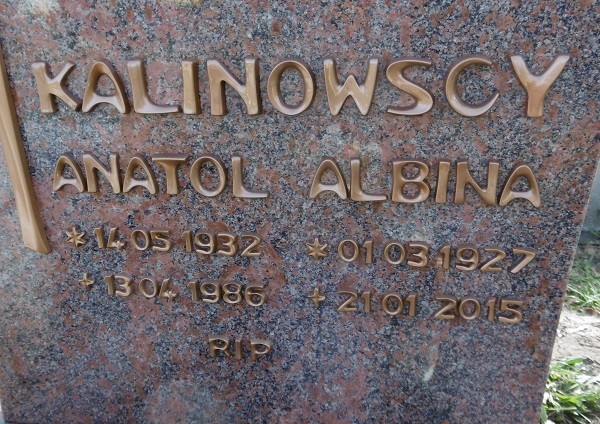 KALINOWSCY
ANATOL ALBINA
* 14 05 1932 * 01 03 1927
+ 13 04 1986 + 21 01 2015
RIP